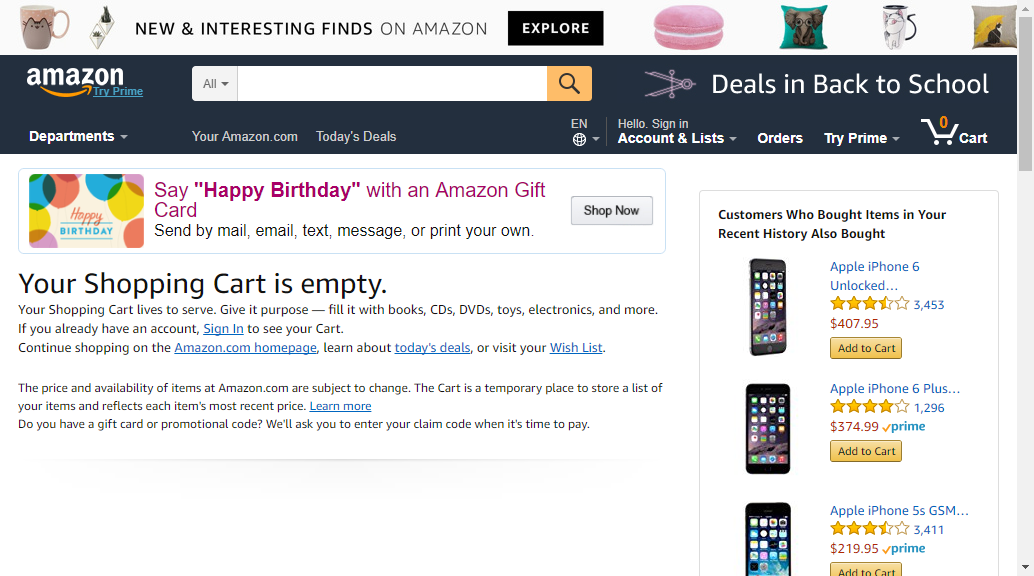 NEW & INTERESTING FINDS ON AMAZON
EXPLORE
amazon
Try Prime
All
Deals in Back to School
Departments
Your Amazon.com
Today's Deals
EN
Hello. Sign in
Account & Lists
Orders
Try Prime
0
Cart
Happy
BIRTHDAY
Say "Happy Birthday" with an Amazon Gift
Card
Send by mail, email, text, message, or print your own.
Shop Now
Your Shopping Cart is empty.
Your Shopping Cart lives to serve. Give it purpose — fill it with books, CDs, DVDs, toys, electronics, and more.
If you already have an account, Sign In to see your Cart.
Continue shopping on the Amazon.com homepage, learn about today's deals, or visit your Wish List.
The price and availability of items at Amazon.com are subject to change. The Cart is a temporary place to store a list of
your items and reflects each item's most recent price. Learn more
Do you have a gift card or promotional code? We'll ask you to enter your claim code when it's time to pay.
Customers Who Bought Items in Your
Recent History Also Bought
Apple iPhone 6
Unlocked...
3,453
$407.95
Add to Cart
Apple iPhone 6 Plus...
1,296
$374.99 prime
Add to Cart
Apple iPhone 5s GSM...
3,411
$219.95 prime
Add to Cart